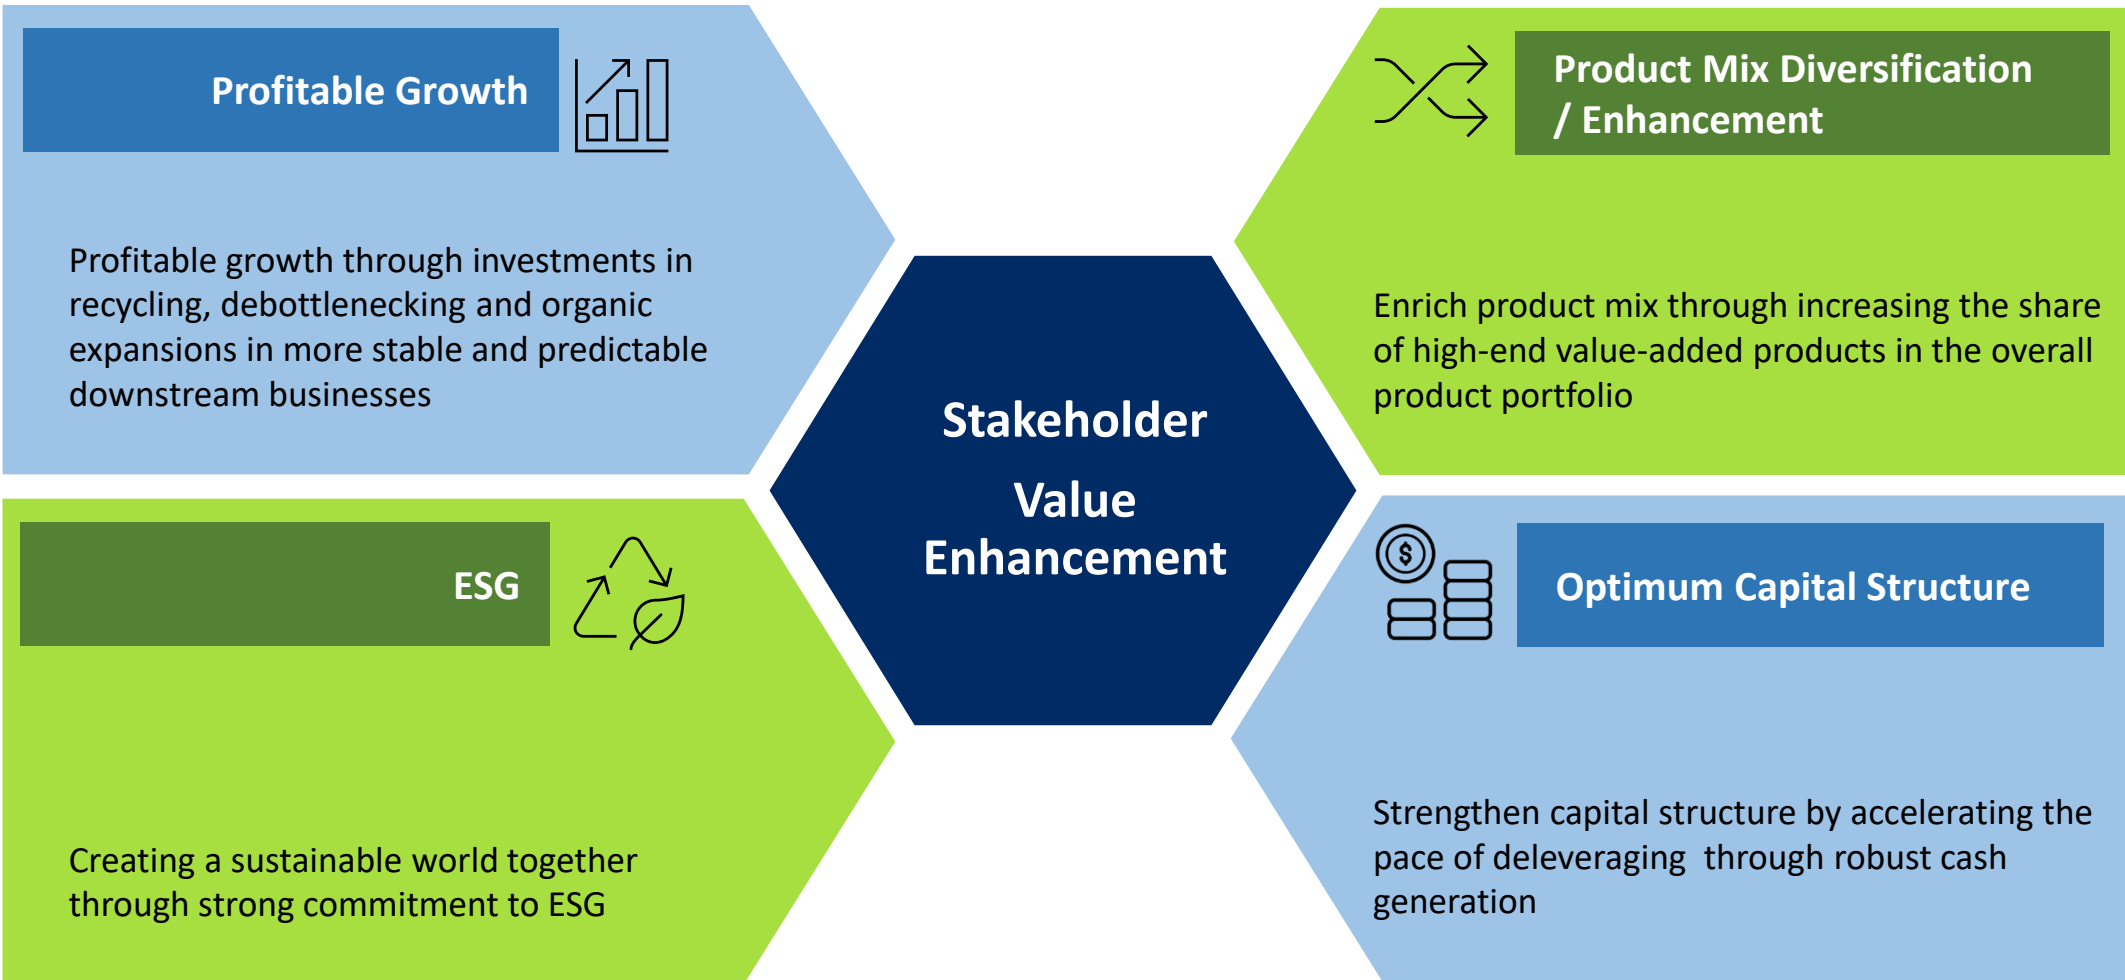 Profitable Growth
Profitable growth through investments in
recycling, debottlenecking and organic
expansions in more stable and predictable
downstream businesses
Product Mix Diversification
/ Enhancement
Enrich product mix through increasing the share
of high-end value-added products in the overall
product portfolio
Stakeholder
Value
Enhancement
ESG
Creating a sustainable world together
through strong commitment to ESG
$
Optimum Capital Structure
Strengthen capital structure by accelerating the
pace of deleveraging  through robust cash
generation